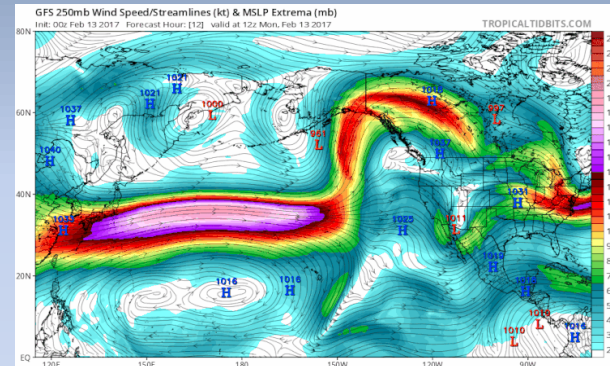 GFS 250mb Wind Speed/Streamlines (kt) & MSLP Extrema (mb)
Init: 00z Feb 13 2017 Forecast Hour: [12] valid at 12z Mon, Feb 13 2017 TROPICALTIDBITS.COM
80N
1021
H
1021
H
1018
H
60N
1037
H
1000
L
L
961
L
H
1040
H
40N
1031
H
H
1025
H
1011
L
20N
1019
H
1016
H
1016
H
H
L
1010
L
H
EQ
120E
150E
180
150W
120W
90W